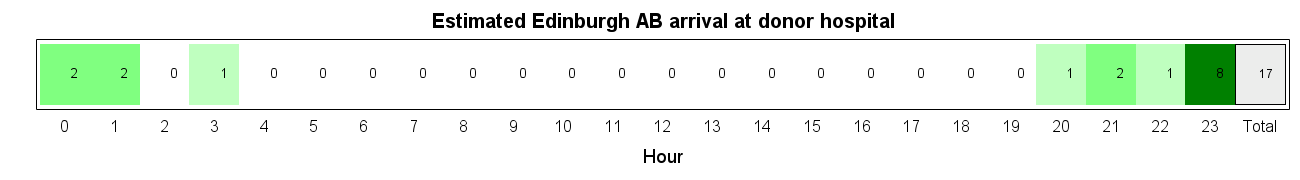 Estimated Edinburgh AB arrival at donor hospital
2 2 0 1 0 0 0 0 0 0 0 0 0 0 0 0 0 0 0 0 1 2 1 8 17
0 1 2 3 4 5 6 7 8 9 10 11 12 13 14 15 16 17 18 19 20 21 22 23 Total
Hour